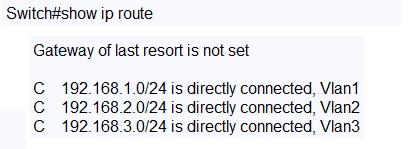 Switch#show ip route
Gateway of last resort is not set
C 192.168.1.0/24 is directly connected, Vlan1
C 192.168.2.0/24 is directly connected, Vlan2
C 192.168.3.0/24 is directly connected, Vlan3